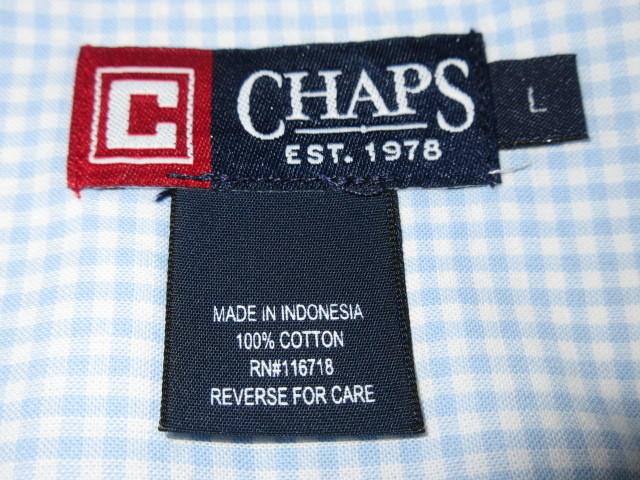 C CHAPS L
EST. 1978
MADE IN INDONESIA
100% COTTON
RN#116718
REVERSE FOR CARE